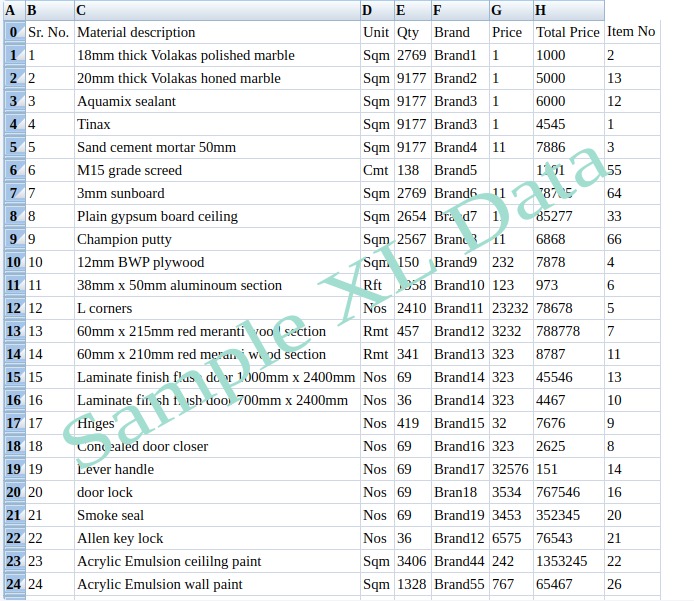 A B C D E F G H
0 Sr. No. Material description Unit Qty Brand Price Total Price Item No
1 1 18mm thick Volakas polished marble Sqm 2769 Brand1 1 1000 2
2 2 20mm thick Volakas honed marble Sqm 9177 Brand2 1 5000 13
3 3 Aquamix sealant Sqm 9177 Brand3 1 6000 12
4 4 Tinax Sqm 9177 Brand3 1 4545 1
5 5 Sand cement mortar 50mm Sqm 9177 Brand4 11 7886 3
6 6 M15 grade screed Cmt 138 Brand5 55
7 7 3mm sunboard Sqm 2769 Brand6 11 64
8 8 Plain gypsum board ceiling Sqm 2654 Brand7 85277 33
9 9 Champion putty Sqm 2567 Brand8 11 6868 66
10 10 12mm BWP plywood Sqm 150 Brand9 232 7878 4
11 11 38mm x 50mm aluminoum section Rft Brand10 123 973 6
12 12 L corners Nos 2410 Brand11 23232 78678 5
13 13 60mm x 215mm red meranti wood section Rmt 457 Brand12 3232 788778 7
14 14 60mm x 210mm red meranti wood section Rmt 341 Brand13 323 8787 11
15 15 Laminate finish flush door 1000mm x 2400mm Nos 69 Brand14 323 45546 13
16 16 Laminate finish flush door 700mm x 2400mm Nos 36 Brand14 323 4467 10
17 17 Hnges Nos 419 Brand15 32 7676 9
18 18 Concealed door closer Nos 69 Brand16 323 2625 8
19 19 Lever handle Nos 69 Brand17 32576 151 14
20 20 door lock Nos 69 Bran18 3534 767546 16
21 21 Smoke seal Nos 69 Brand19 3453 352345 20
22 22 Allen key lock Nos 36 Brand12 6575 76543 21
23 23 Acrylic Emulsion ceililng paint Sqm 3406 Brand44 242 1353245 22
24 24 Acrylic Emulsion wall paint Sqm 1328 Brand55 767 65467 26
Sample XL Data